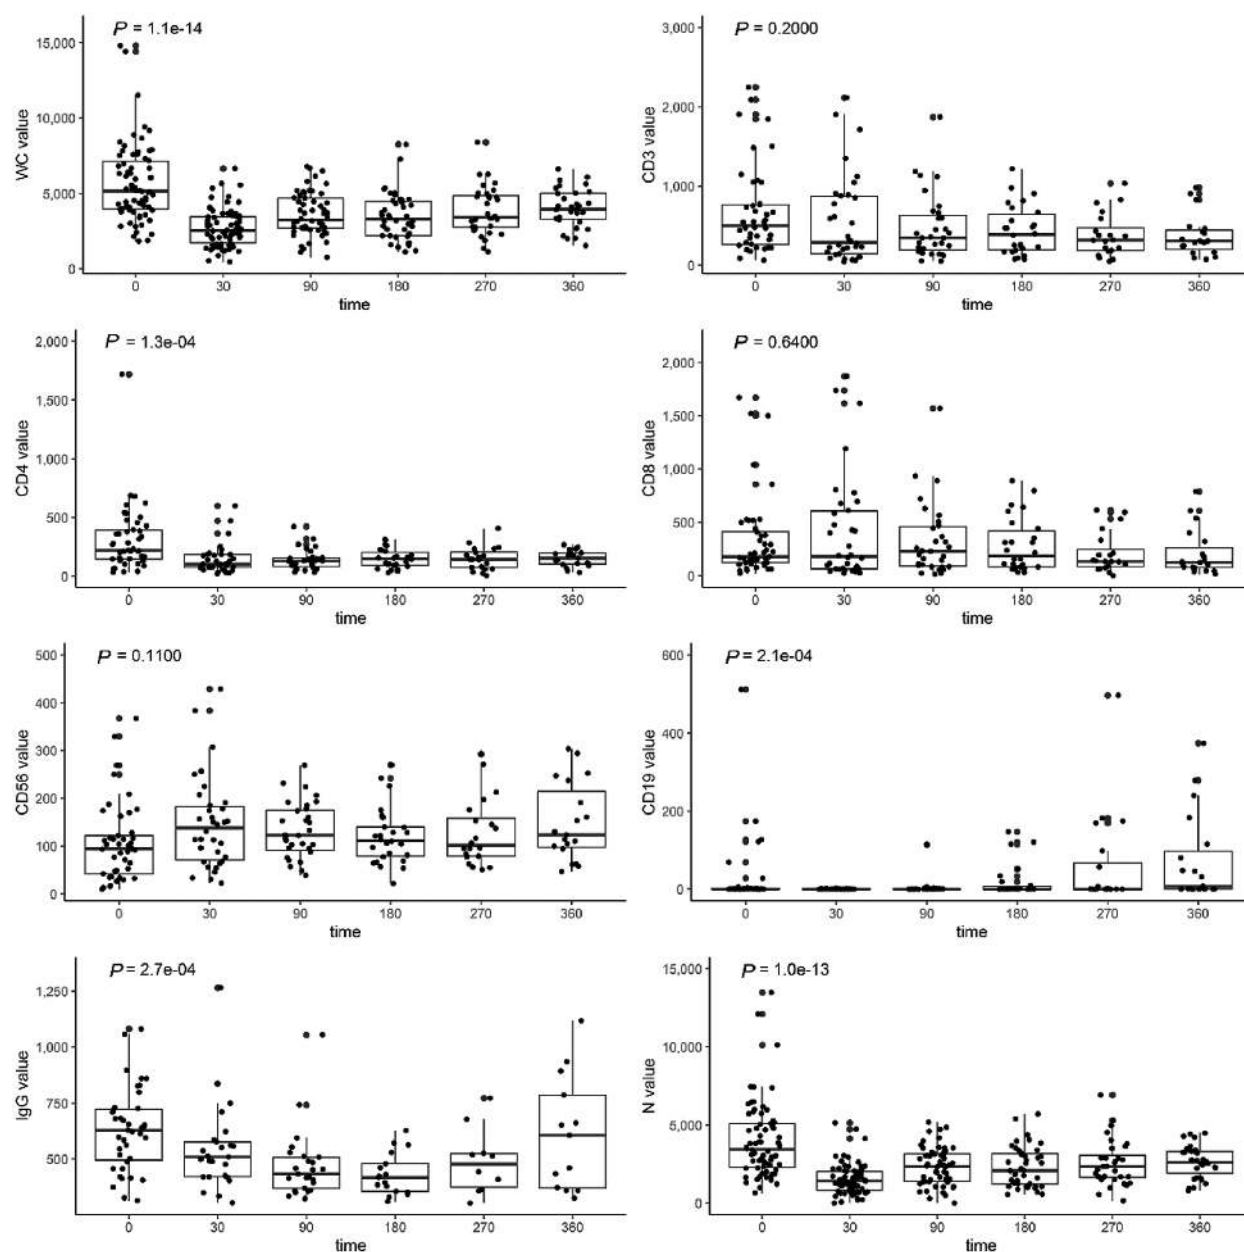 P = 1.1e-14
15,000
10,000
5,000
0
WC value
0 30 90 180 270 360
time
P = 0.2000
3,000
2,000
1,000
0
CD3 value
0 30 90 180 270 360
time
P = 1.3e-04
2,000
1,500
1,000
500
0
CD4 value
0 30 90 180 270 360
time
P = 0.6400
2,000
1,500
1,000
500
0
CD8 value
0 30 90 180 270 360
time
P = 0.1100
500
400
300
200
100
0
CD56 value
0 30 90 180 270 360
time
P = 2.1e-04
600
400
200
0
CD19 value
0 30 90 180 270 360
time
P = 2.7e-04
1,250
1,000
750
500
IgG value
0 30 90 180 270 360
time
P = 1.0e-13
15,000
10,000
5,000
0
N value
0 30 90 180 270 360
time